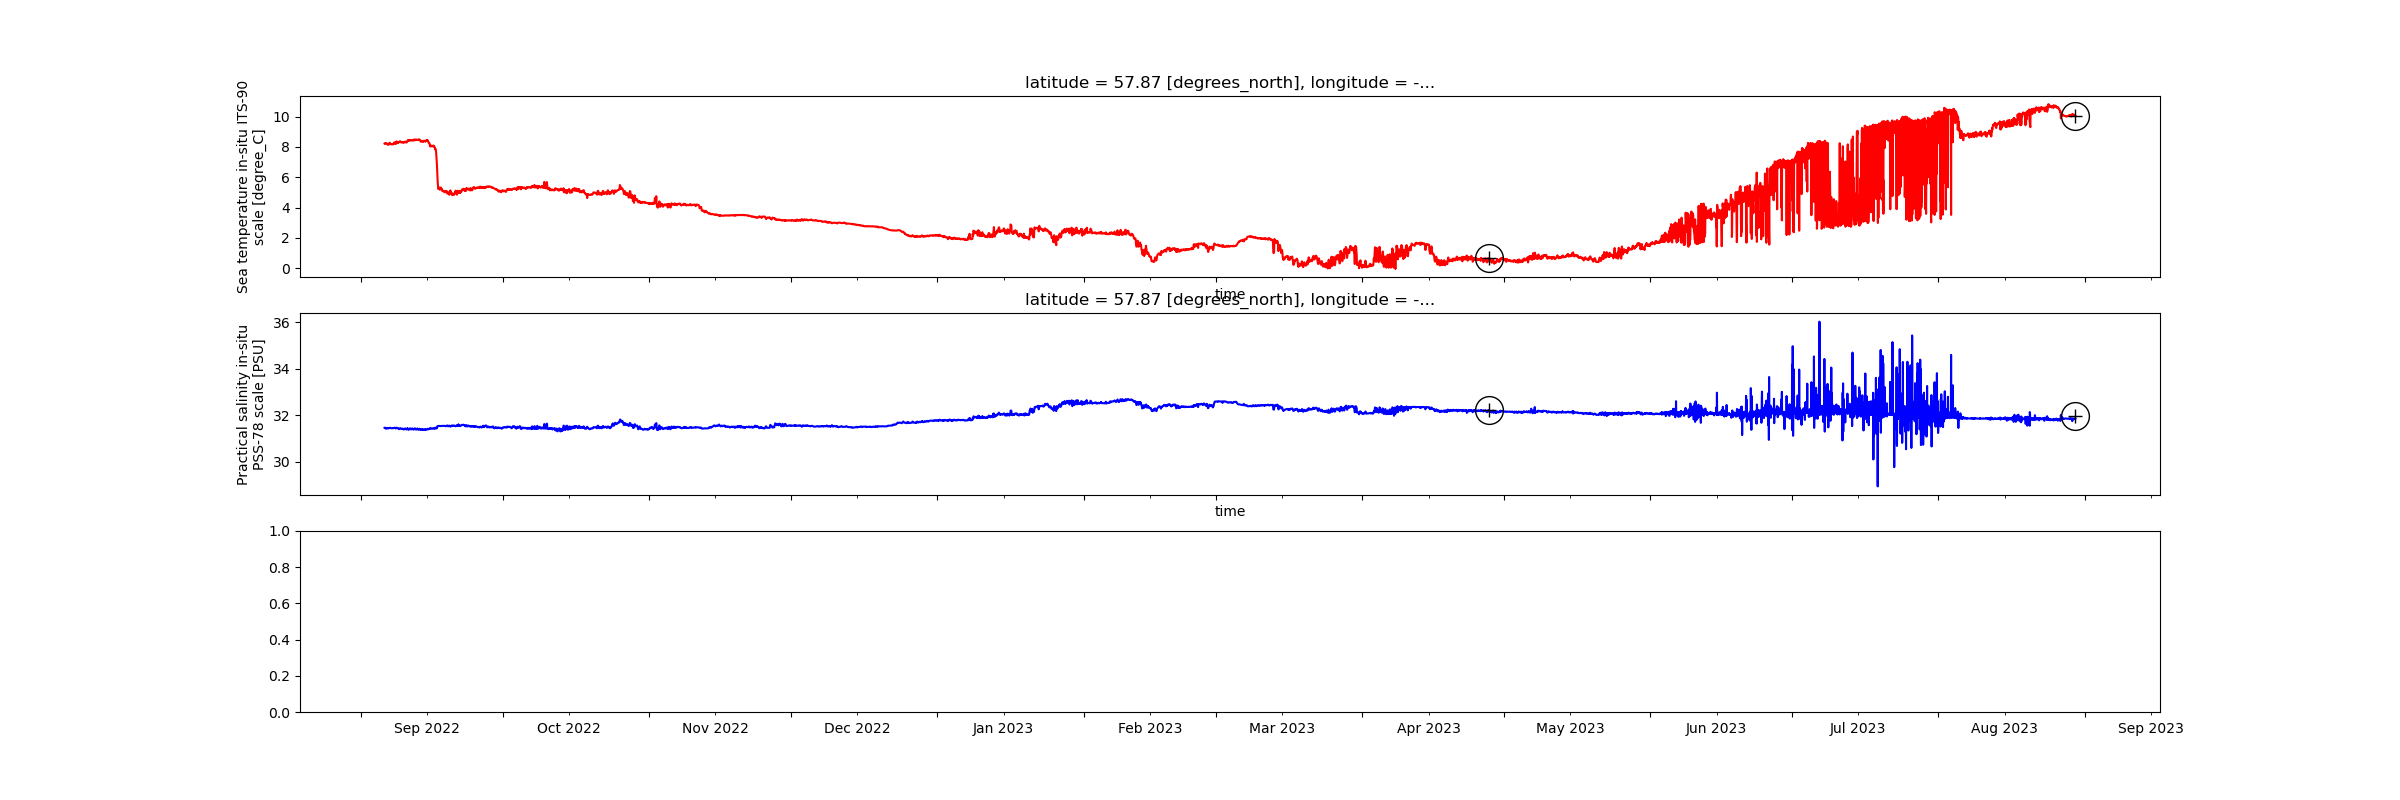 latitude = 57.87 [degrees_north], longitude = -...
Sea temperature in-situ ITS-90
scale [degree_C]
10
8
6
4
2
0
time
latitude = 57.87 [degrees_north], longitude = -...
Practical salinity in-situ
PSS-78 scale [PSU]
36
34
32
30
time
1.0
0.8
0.6
0.4
0.2
0.0
Sep 2022 Oct 2022 Nov 2022 Dec 2022 Jan 2023 Feb 2023 Mar 2023 Apr 2023 May 2023 Jun 2023 Jul 2023 Aug 2023 Sep 2023